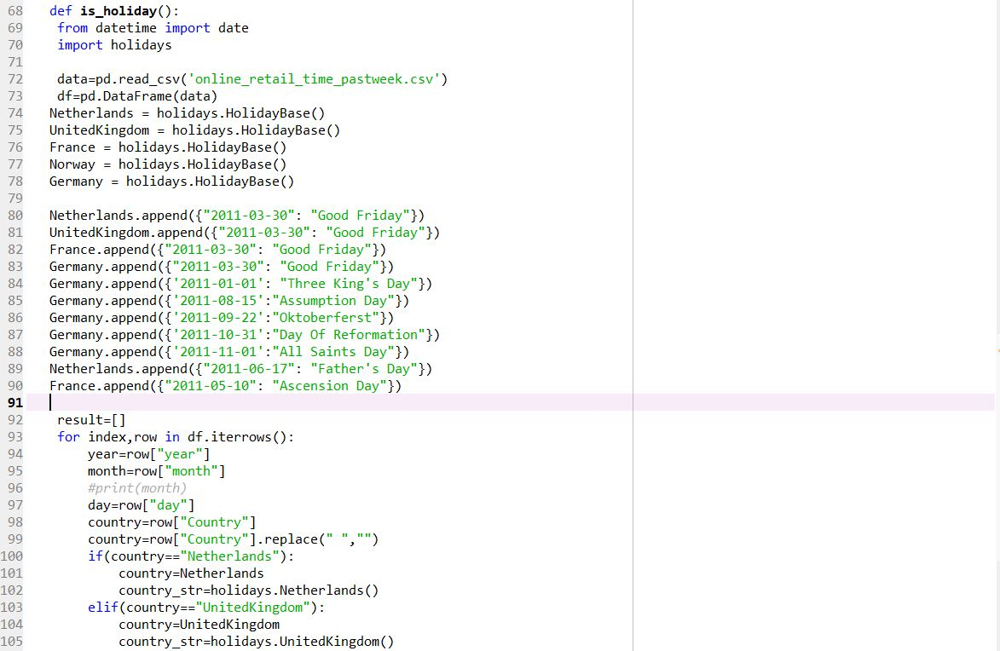 68 def is_holiday():
69 from datetime import date
70 import holidays
71
72 data=pd.read_csv('online_retail_time_pastweek.csv')
73 df=pd.DataFrame(data)
74 Netherlands = holidays.HolidayBase()
75 UnitedKingdom = holidays.HolidayBase()
76 France = holidays.HolidayBase()
77 Norway = holidays.HolidayBase()
78 Germany = holidays.HolidayBase()
79
80 Netherlands.append({"2011-03-30": "Good Friday"})
81 UnitedKingdom.append({"2011-03-30": "Good Friday"})
82 France.append({"2011-03-30": "Good Friday"})
83 Germany.append({"2011-03-30": "Good Friday"})
84 Germany.append({'2011-01-01': "Three King's Day"})
85 Germany.append({'2011-08-15':"Assumption Day"})
86 Germany.append({'2011-09-22':"Oktoberferst"})
87 Germany.append({'2011-10-31':"Day Of Reformation"})
88 Germany.append({'2011-11-01':"All Saints Day"})
89 Netherlands.append({"2011-06-17": "Father's Day"})
90 France.append({"2011-05-10": "Ascension Day"})
91
92 result=[]
93 for index,row in df.iterrows():
94 year=row["year"]
95 month=row["month"]
96 #print(month)
97 day=row["day"]
98 country=row["Country"]
99 country=row["Country"].replace(" ","")
100 if(country=="Netherlands"):
101 country=Netherlands
102 country_str=holidays.Netherlands()
103 elif(country=="UnitedKingdom"):
104 country=UnitedKingdom
105 country_str=holidays.UnitedKingdom()